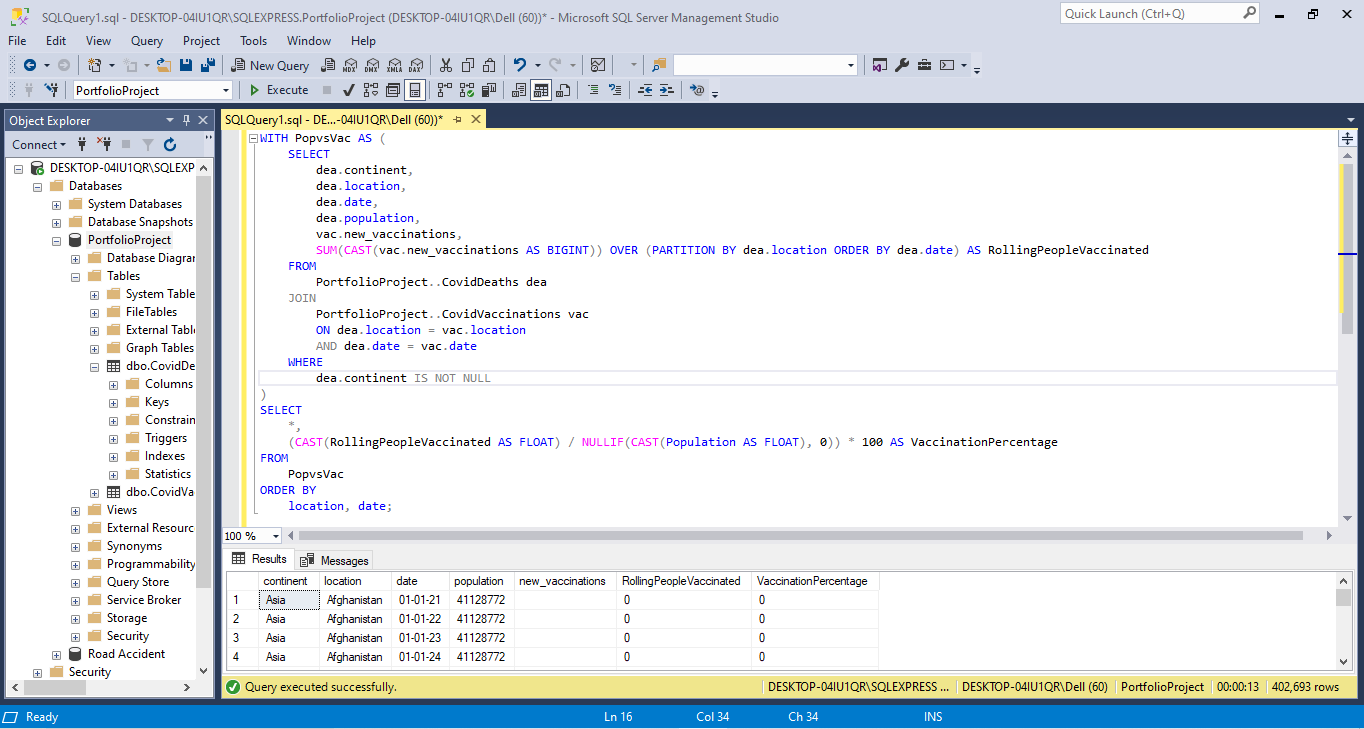 SQLQuery1.sql - DESKTOP-04IU1QR\SQLEXPRESS.PortfolioProject (DESKTOP-04IU1QR\Dell (60))* - Microsoft SQL Server Management Studio
Quick Launch (Ctrl+Q)
File Edit View Query Project Tools Window Help
New Query MDX DMX XMLA DAX
PortfolioProject Execute
Object Explorer
Connect
DESKTOP-04IU1QR\SQLEXP
Databases
System Databases
Database Snapshots
PortfolioProject
Database Diagrar
Tables
System Table
FileTables
External Table
Graph Tables
dbo.CovidDe
Columns
Keys
Constrain
Triggers
Indexes
Statistics
dbo.CovidVa
Views
External Resourc
Synonyms
Programmability
Query Store
Service Broker
Storage
Security
Road Accident
Security
SQLQuery1.sql - DE...-04IU1QR\Dell (60))*
WITH PopvsVac AS (
SELECT
dea.continent,
dea.location,
dea.date,
dea.population,
vac.new_vaccinations,
SUM(CAST(vac.new_vaccinations AS BIGINT)) OVER (PARTITION BY dea.location ORDER BY dea.date) AS RollingPeopleVaccinated
FROM
PortfolioProject..CovidDeaths dea
JOIN
PortfolioProject..CovidVaccinations vac
ON dea.location = vac.location
AND dea.date = vac.date
WHERE
dea.continent IS NOT NULL
)
SELECT
*,
(CAST(RollingPeopleVaccinated AS FLOAT) / NULLIF(CAST(Population AS FLOAT), 0)) * 100 AS VaccinationPercentage
FROM
PopvsVac
ORDER BY
location, date;
100 %
Results Messages
continent location date population new_vaccinations RollingPeopleVaccinated VaccinationPercentage
1 Asia Afghanistan 01-01-21 41128772 0 0
2 Asia Afghanistan 01-01-22 41128772 0 0
3 Asia Afghanistan 01-01-23 41128772 0 0
4 Asia Afghanistan 01-01-24 41128772 0 0
Query executed successfully. DESKTOP-04IU1QR\SQLEXPRESS ... DESKTOP-04IU1QR\Dell (60) PortfolioProject 00:00:13 402,693 rows
Ready Ln 16 Col 34 Ch 34 INS